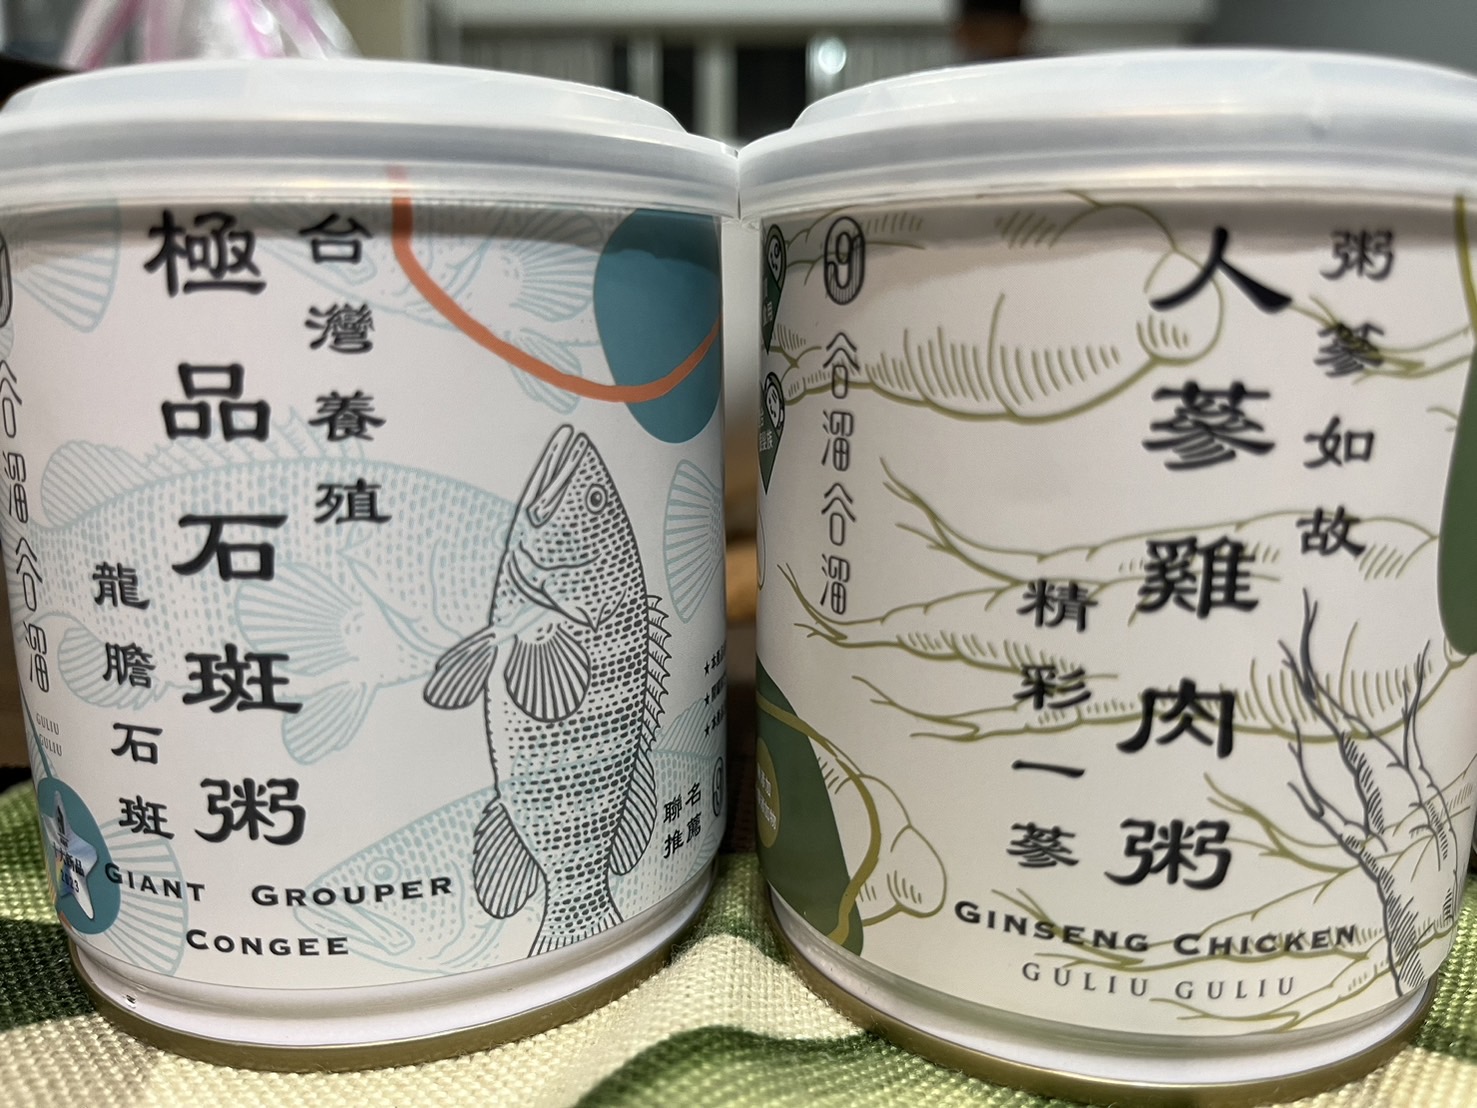 台灣養殖
極品石斑粥
龍膽石斑
谷溜谷溜
GULIU
GULIU
2023
GIANT GROUPER
CONGEE
聯名
推薦
谷溜谷溜
粥蔘如故
人蔘雞肉粥
精彩一蔘
GINSENG CHICKEN
GULIU GULIU